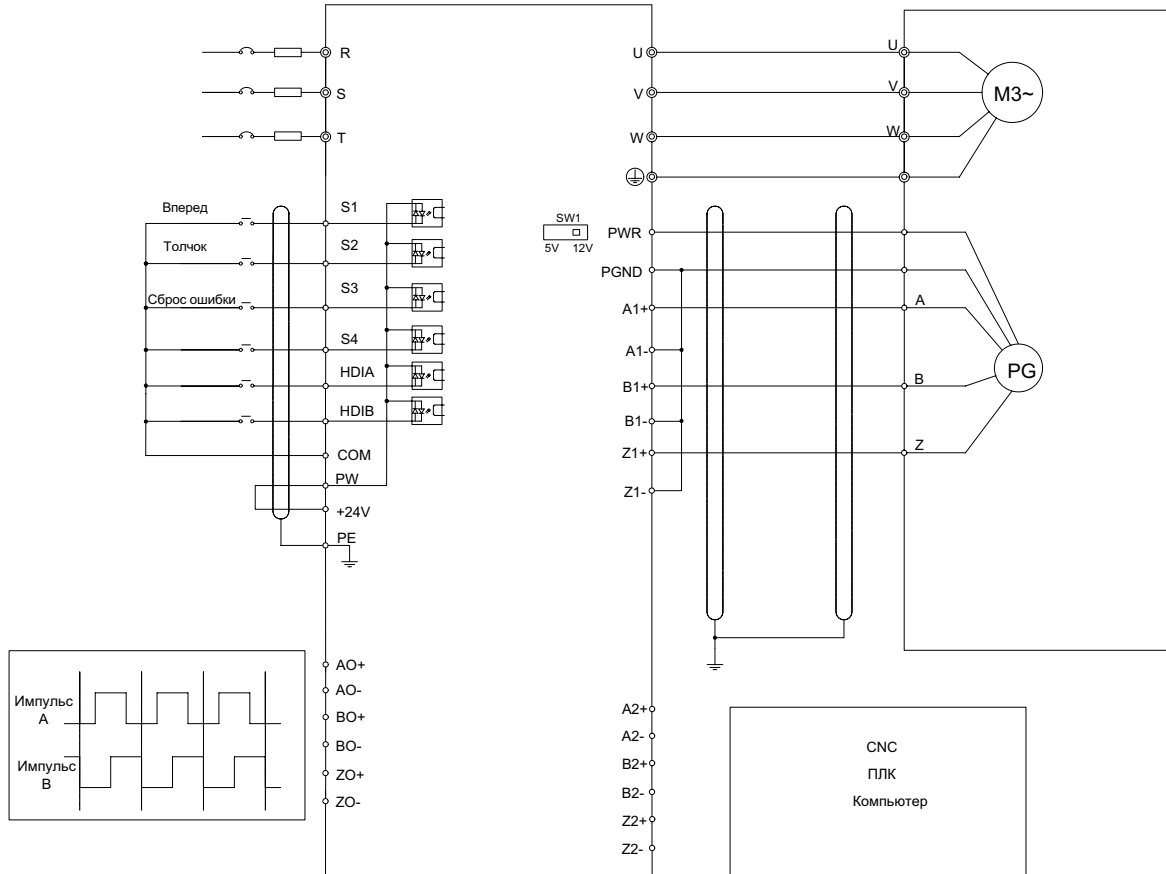 R
S
T
U
V
W
U
V
W
M3~
Вперед
Толчок
Сброс ошибки
S1
S2
S3
S4
HDIA
HDIB
COM
PW
+24V
PE
SW1
5V 12V
PWR
PGND
A1+
A1-
B1+
B1-
Z1+
Z1-
A
B
Z
PG
Импульс
A
Импульс
B
AO+
AO-
BO+
BO-
ZO+
ZO-
A2+
A2-
B2+
B2-
Z2+
Z2-
CNC
ПЛК
Компьютер